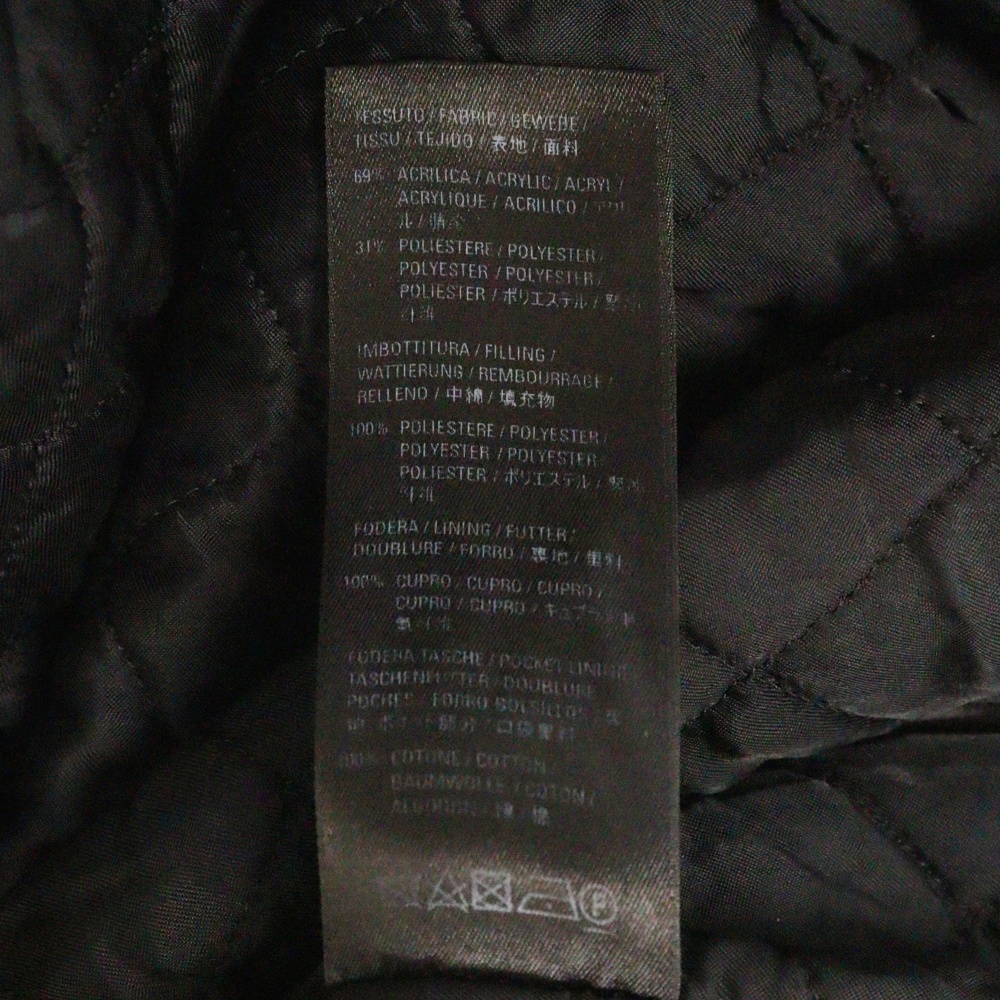 TESSUTO / FABRIC / GEWEBE /
TISSU / TEJIDO / 表地 / 面料
69% ACRILICA / ACRYLIC / ACRYL /
ACRYLIQUE / ACRILICO /
ル /
31% POLIESTERE / POLYESTER /
POLYESTER / POLYESTER /
POLIESTER / ポリエステル /
IMBOTTITURA / FILLING /
WATTIERUNG / REMBOURRAGE /
RELLENO / 中綿 / 填充物
100% POLIESTERE / POLYESTER /
POLYESTER / POLYESTER /
POLIESTER / ポリエステル /
FODERA / LINING / FUTTER /
DOUBLURE / FORRO / 裏地 / 里料
100% CUPRO / CUPRO / CUPRO /
CUPRO / CUPRO /
FODERA TASCHE / POCKET LINING
TASCHENFUTTER / DOUBLURE
POCHES / FORRO BOLSILLOS /
COTONE / COTTON
BAUMWOLLE / COTON /
ALGODON / 綿 / 棉
P